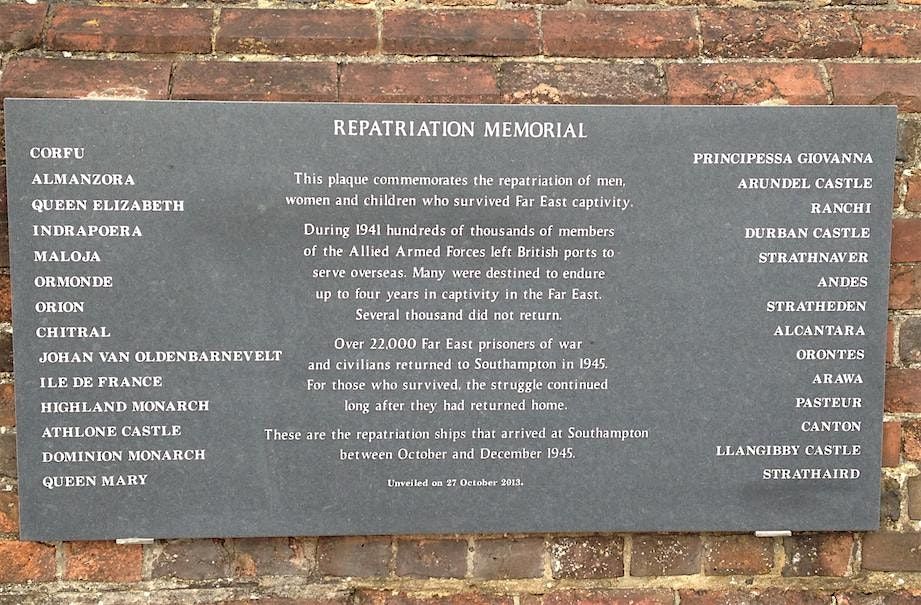 REPATRIATION MEMORIAL
CORFU
ALMANZORA
QUEEN ELIZABETH
INDRAPOERA
MALOJA
ORMONDE
ORION
CHITRAL
JOHAN VAN OLDENBARNEVELT
ILE DE FRANCE
HIGHLAND MONARCH
ATHLONE CASTLE
DOMINION MONARCH
QUEEN MARY
This plaque commemorates the repatriation of men,
women and children who survived Far East captivity.
During 1941 hundreds of thousands of members
of the Allied Armed Forces left British ports to
serve overseas. Many were destined to endure
up to four years in captivity in the Far East.
Several thousand did not return.
Over 22,000 Far East prisoners of war
and civilians returned to Southampton in 1945.
For those who survived, the struggle continued
long after they had returned home.
These are the repatriation ships that arrived at Southampton
between October and December 1945.
Unveiled on 27 October 2013.
PRINCIPESSA GIOVANNA
ARUNDEL CASTLE
RANCHI
DURBAN CASTLE
STRATHNAVER
ANDES
STRATHEDEN
ALCANTARA
ORONTES
ARAWA
PASTEUR
CANTON
LLANGIBBY CASTLE
STRATHAIRD